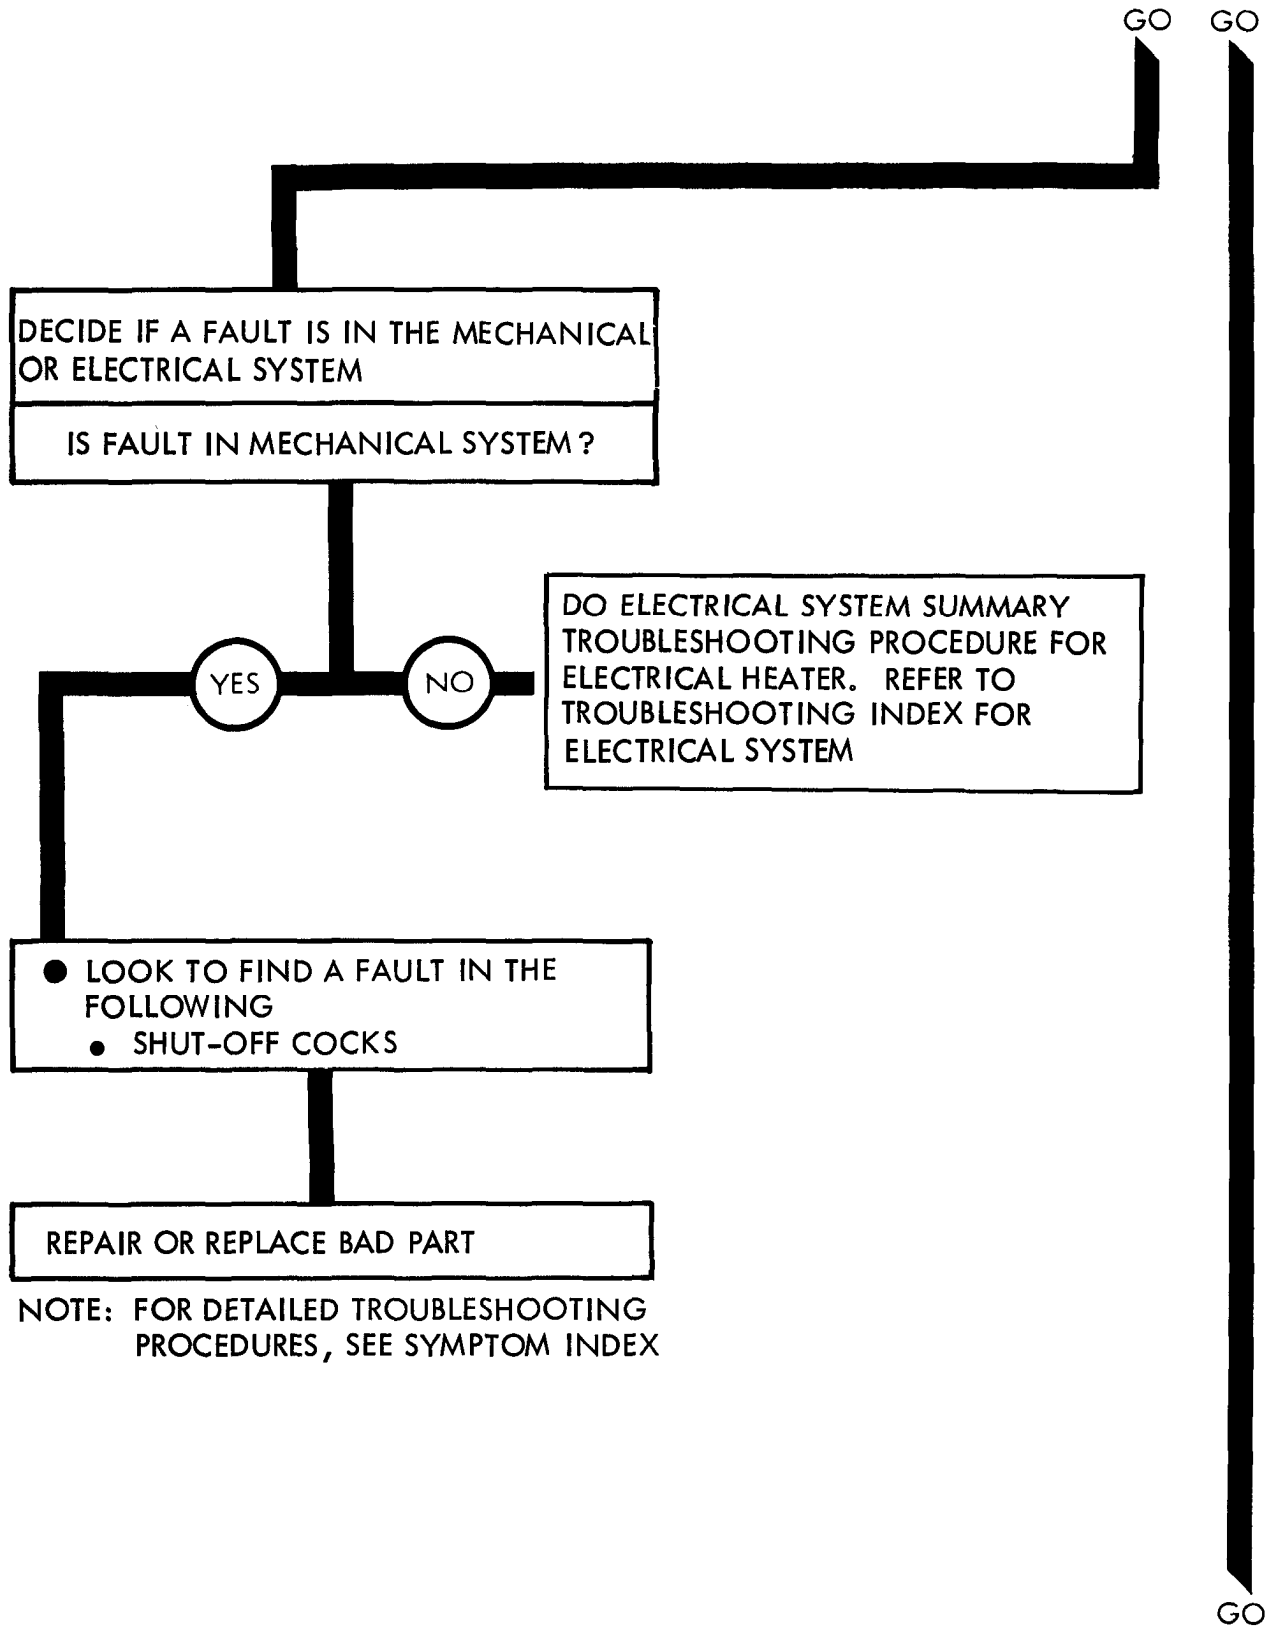 GO GO
DECIDE IF A FAULT IS IN THE MECHANICAL
OR ELECTRICAL SYSTEM
IS FAULT IN MECHANICAL SYSTEM?
YES
NO
DO ELECTRICAL SYSTEM SUMMARY
TROUBLESHOOTING PROCEDURE FOR
ELECTRICAL HEATER. REFER TO
TROUBLESHOOTING INDEX FOR
ELECTRICAL SYSTEM
● LOOK TO FIND A FAULT IN THE
FOLLOWING
● SHUT-OFF COCKS
REPAIR OR REPLACE BAD PART
NOTE: FOR DETAILED TROUBLESHOOTING
PROCEDURES, SEE SYMPTOM INDEX
GO